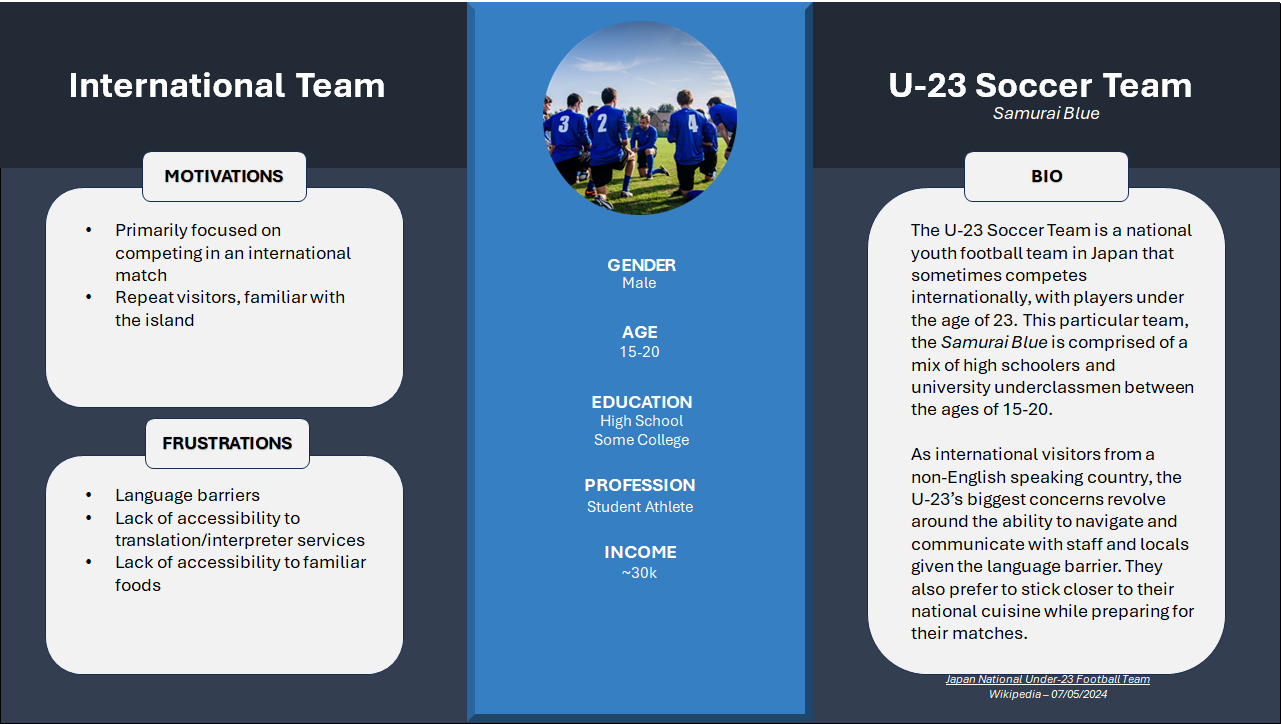 International Team
MOTIVATIONS
• Primarily focused on
competing in an international
match
• Repeat visitors, familiar with
the island
FRUSTRATIONS
• Language barriers
• Lack of accessibility to
translation/interpreter services
• Lack of accessibility to familiar
foods
3
2
4
GENDER
Male
AGE
15-20
EDUCATION
High School
Some College
PROFESSION
Student Athlete
INCOME
~30k
U-23 Soccer Team
Samurai Blue
BIO
The U-23 Soccer Team is a national
youth football team in Japan that
sometimes competes
internationally, with players under
the age of 23. This particular team,
the Samurai Blue is comprised of a
mix of high schoolers and
university underclassmen between
the ages of 15-20.
As international visitors from a
non-English speaking country, the
U-23’s biggest concerns revolve
around the ability to navigate and
communicate with staff and locals
given the language barrier. They
also prefer to stick closer to their
national cuisine while preparing for
their matches.
Japan National Under-23 Football Team
Wikipedia – 07/05/2024